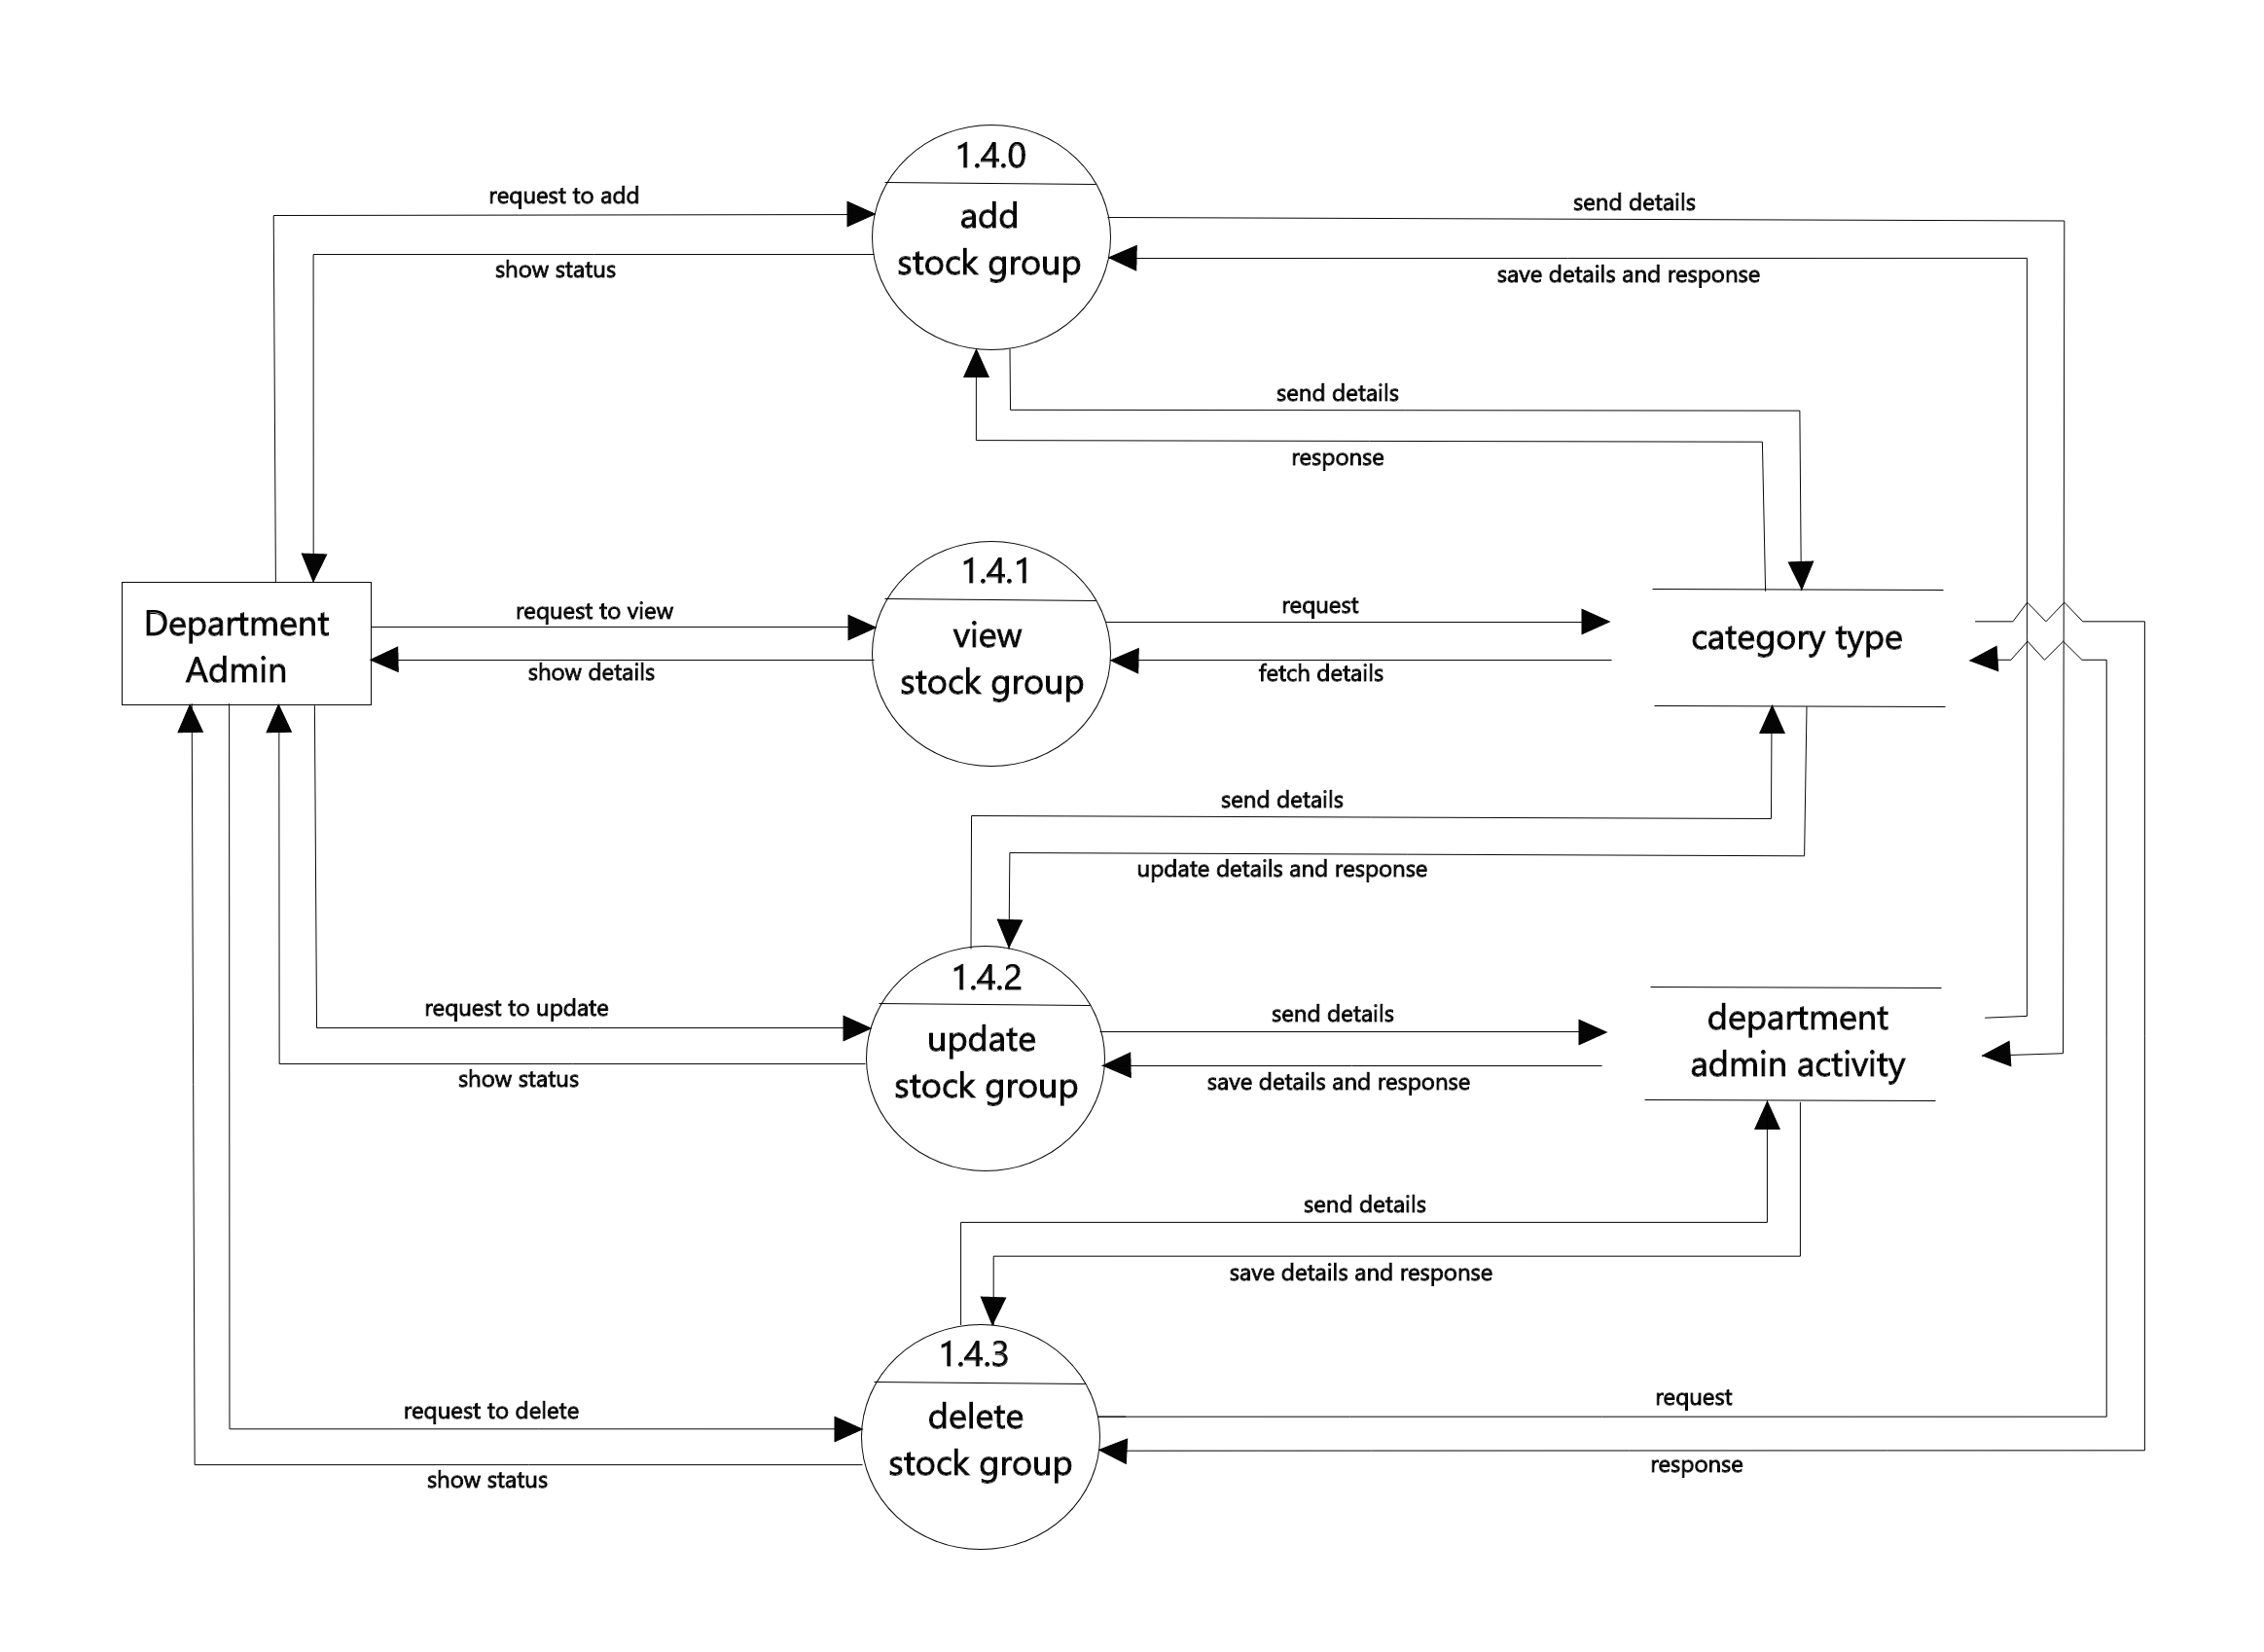 1.4.0
add
stock group
request to add
show status
send details
save details and response
send details
response
1.4.1
view
stock group
Department
Admin
request to view
show details
request
fetch details
category type
send details
update details and response
1.4.2
update
stock group
request to update
show status
send details
save details and response
department
admin activity
send details
save details and response
1.4.3
delete
stock group
request to delete
show status
request
response